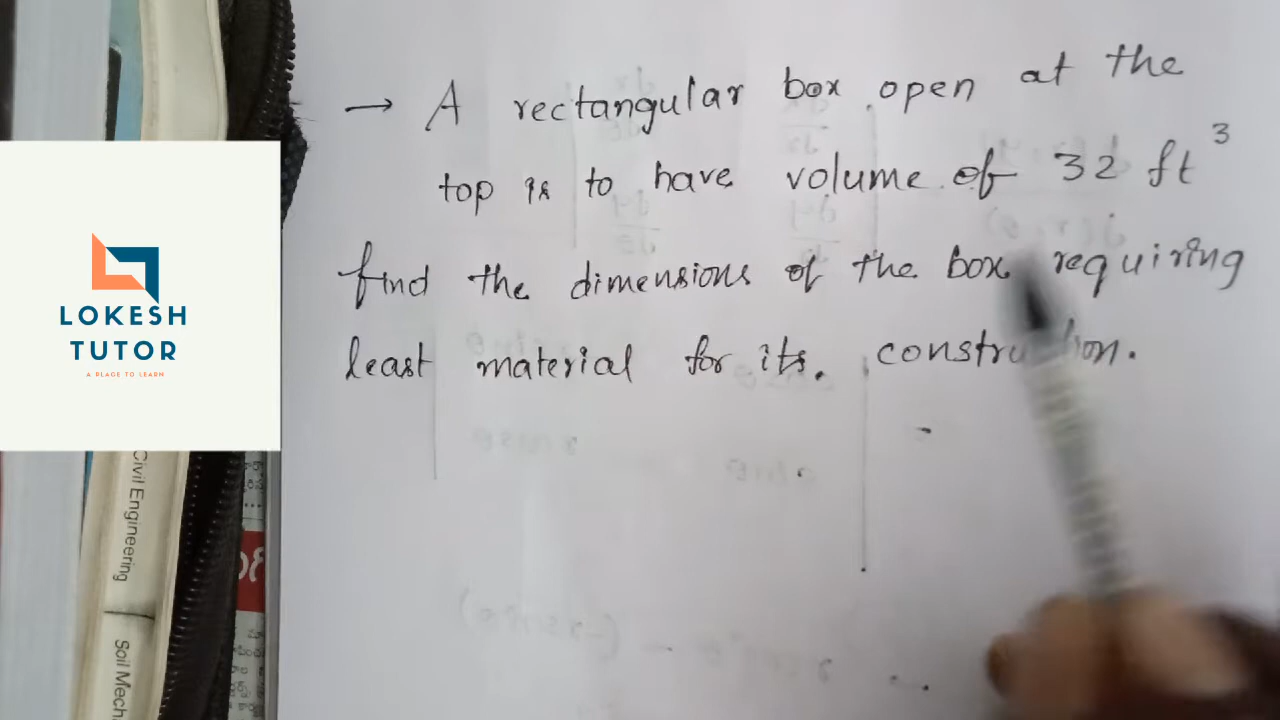 → A rectangular box open at the
top is to have volume of 32 ft³
find the dimensions of the box requiring
least material for its. construction.
LOKESH
TUTOR
A PLACE TO LEARN
Civil Engineering
Soil Mech